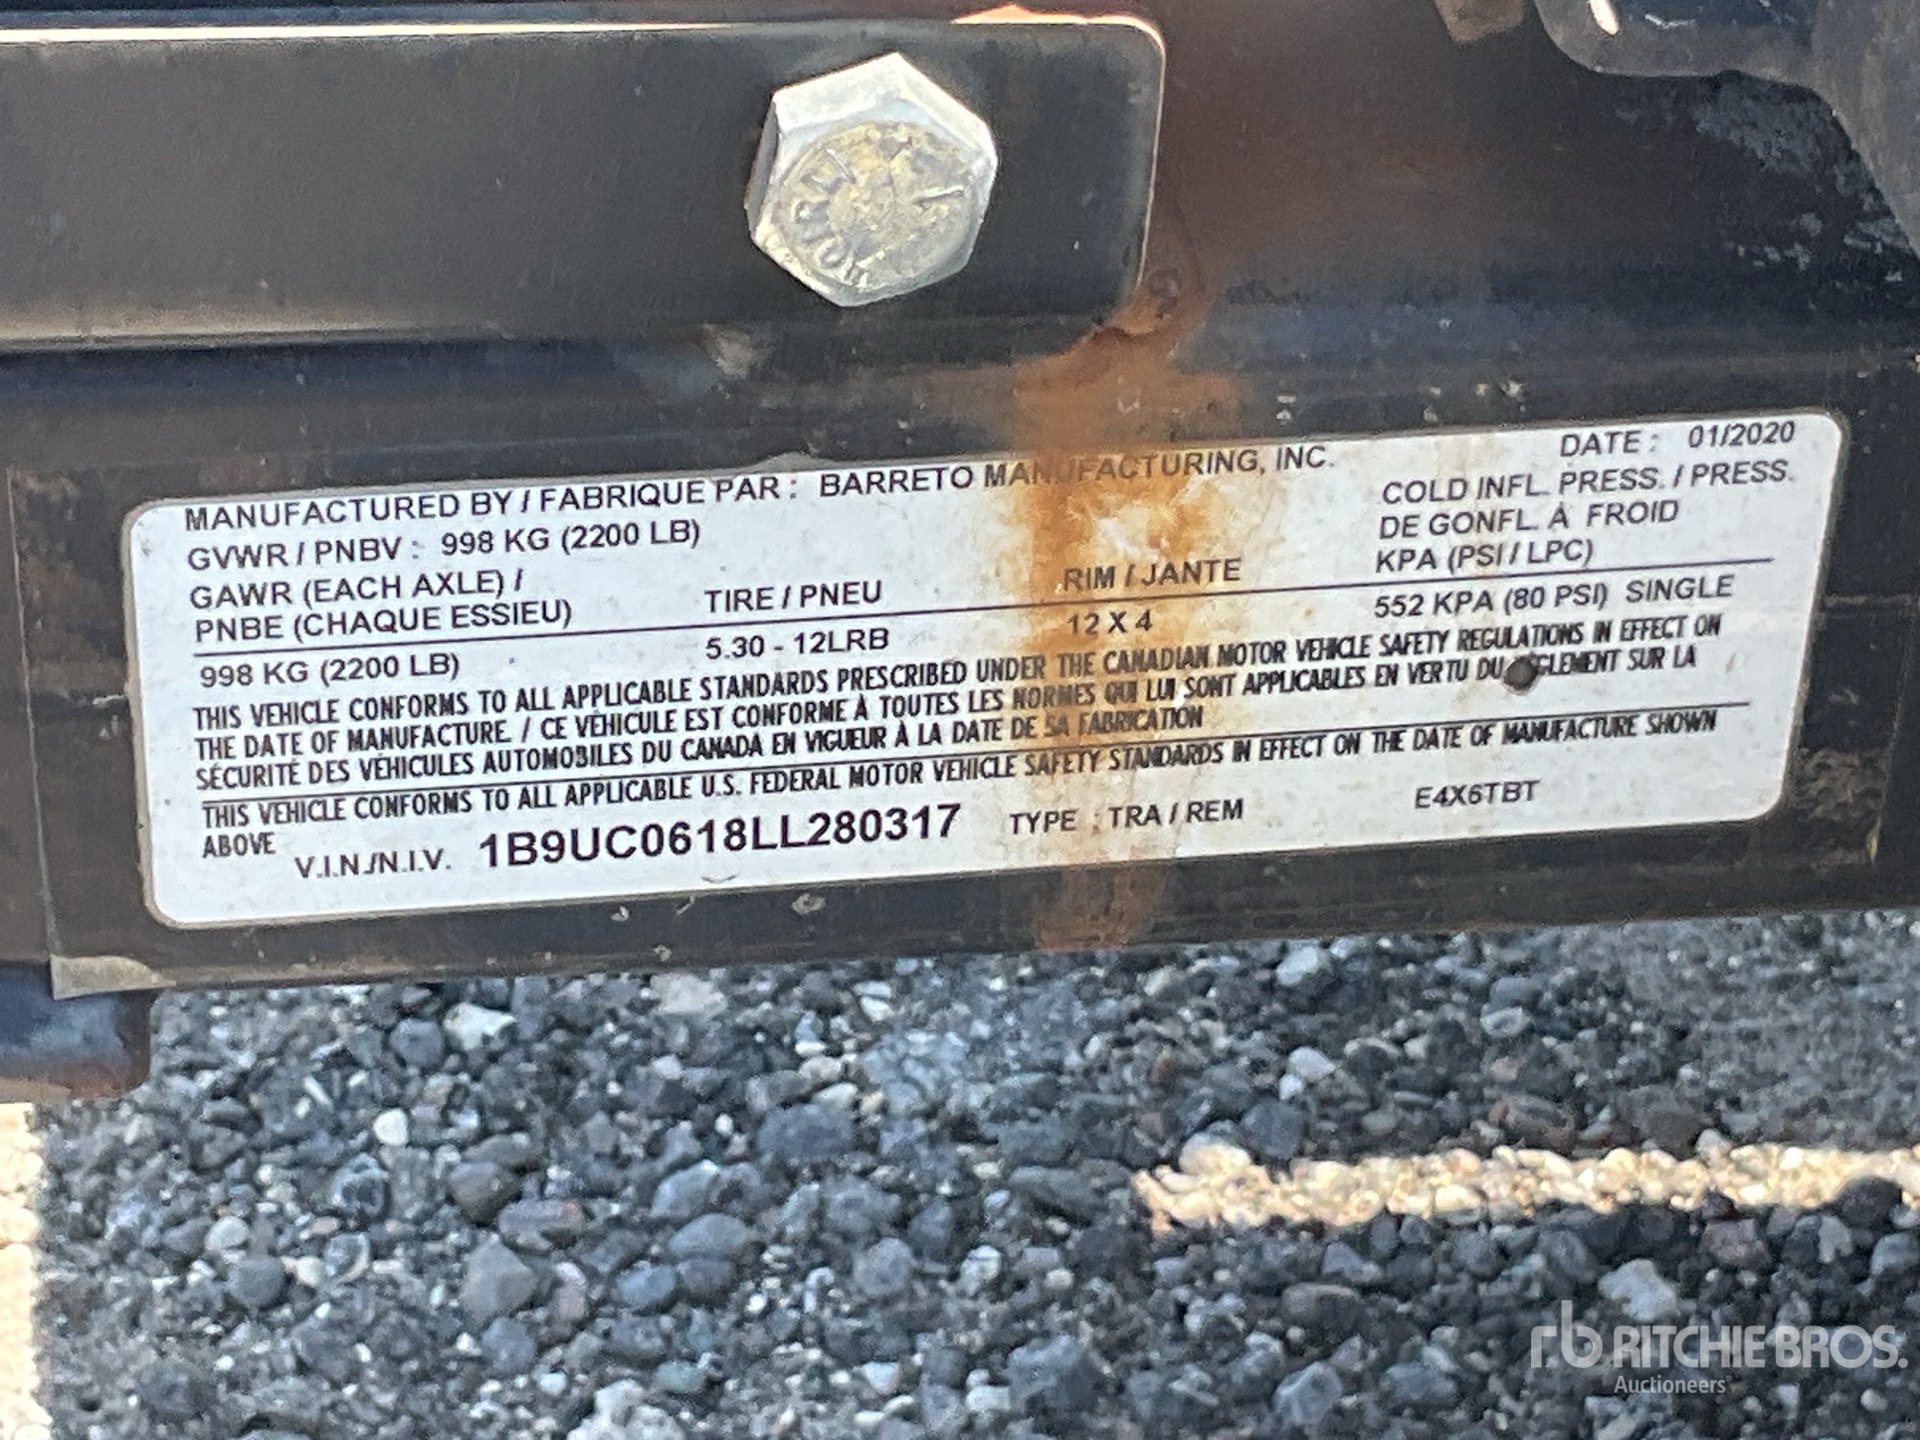 MANUFACTURED BY / FABRIQUE PAR : BARRETO MANUFACTURING, INC. DATE : 01/2020
GVWR / PNBV : 998 KG (2200 LB) COLD INFL. PRESS. / PRESS.
DE GONFL. À FROID
GAWR (EACH AXLE) / KPA (PSI / LPC)
PNBE (CHAQUE ESSIEU) TIRE / PNEU RIM / JANTE
998 KG (2200 LB) 5.30 - 12LRB 12 X 4 552 KPA (80 PSI) SINGLE
THIS VEHICLE CONFORMS TO ALL APPLICABLE STANDARDS PRESCRIBED UNDER THE CANADIAN MOTOR VEHICLE SAFETY REGULATIONS IN EFFECT ON
THE DATE OF MANUFACTURE. / CE VÉHICULE EST CONFORME À TOUTES LES NORMES QUI LUI SONT APPLICABLES EN VERTU DU SUR LA
SÉCURITÉ DES VÉHICULES AUTOMOBILES DU CANADA EN VIGUEUR À LA DATE DE SA FABRICATION
THIS VEHICLE CONFORMS TO ALL APPLICABLE U.S. FEDERAL MOTOR VEHICLE SAFETY STANDARDS IN EFFECT ON THE DATE OF MANUFACTURE SHOWN
ABOVE
V.I.N./N.I.V. 1B9UC0618LL280317 TYPE : TRA / REM E4X6TBT
rb RITCHIE BROS.
Auctioneers